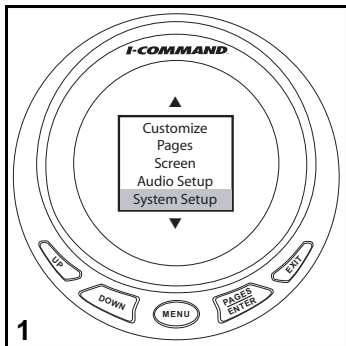 I-COMMAND
Customize
Pages
Screen
Audio Setup
System Setup
UP
DOWN
MENU
PAGES
ENTER
EXIT
1